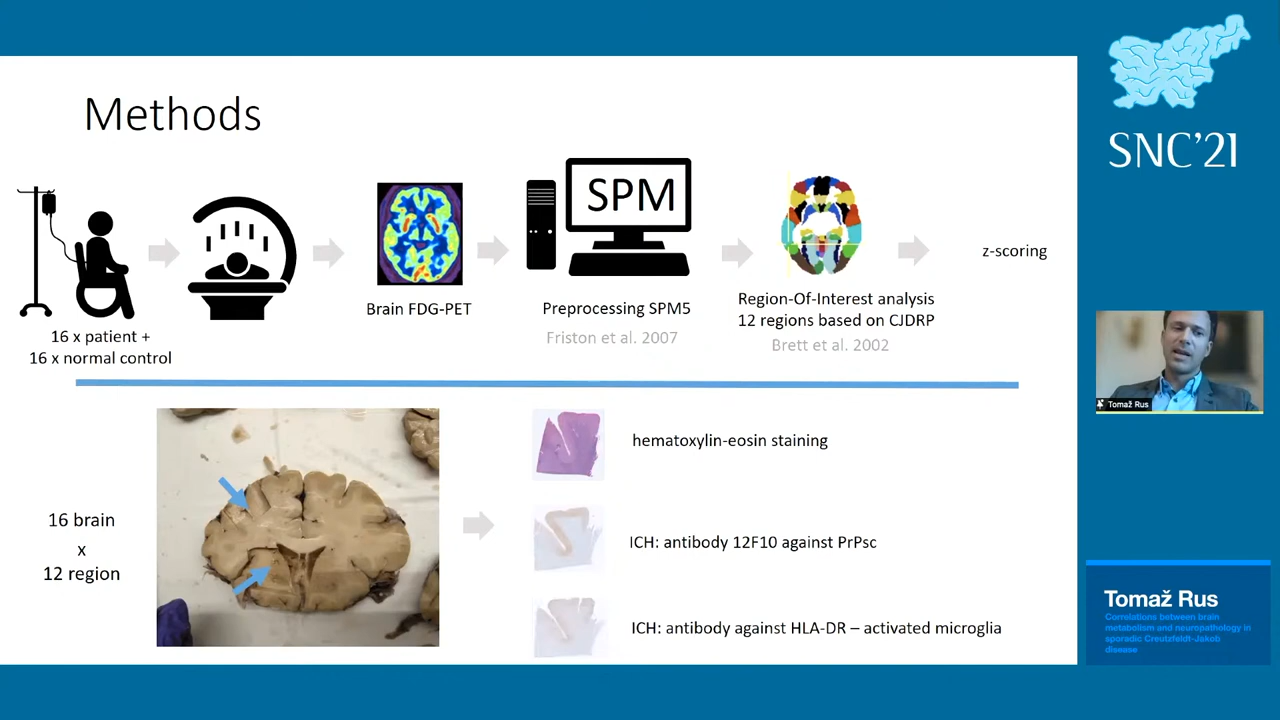 Methods
SPM
16 x patient +
16 x normal control
Brain FDG-PET
Preprocessing SPM5
Friston et al. 2007
Region-Of-Interest analysis
12 regions based on CJDRP
Brett et al. 2002
z-scoring
16 brain
x
12 region
hematoxylin-eosin staining
ICH: antibody 12F10 against PrPsc
ICH: antibody against HLA-DR – activated microglia
SNC'21
Tomaž Rus
Tomaž Rus
Correlations between brain
metabolism and neuropathology in
sporadic Creutzfeldt-Jakob
disease